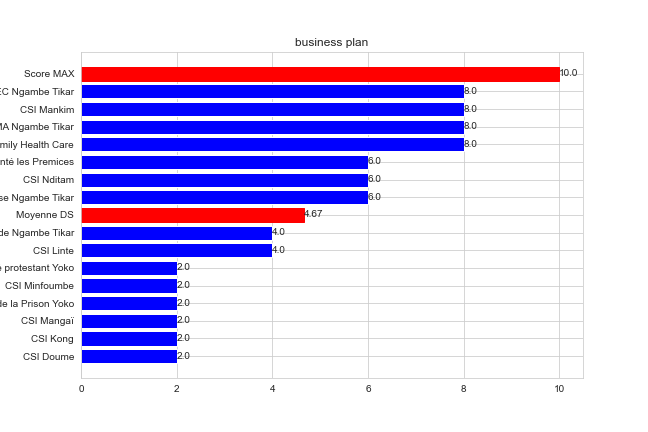 business plan
Score MAX 10.0
EC Ngambe Tikar 8.0
CSI Mankim 8.0
MA Ngambe Tikar 8.0
mily Health Care 8.0
nté les Premices 6.0
CSI Nditam 6.0
se Ngambe Tikar 6.0
Moyenne DS 4.67
de Ngambe Tikar 4.0
CSI Linte 4.0
protestant Yoko 2.0
CSI Minfoumbe 2.0
de la Prison Yoko 2.0
CSI Mangaï 2.0
CSI Kong 2.0
CSI Doume 2.0
0 2 4 6 8 10